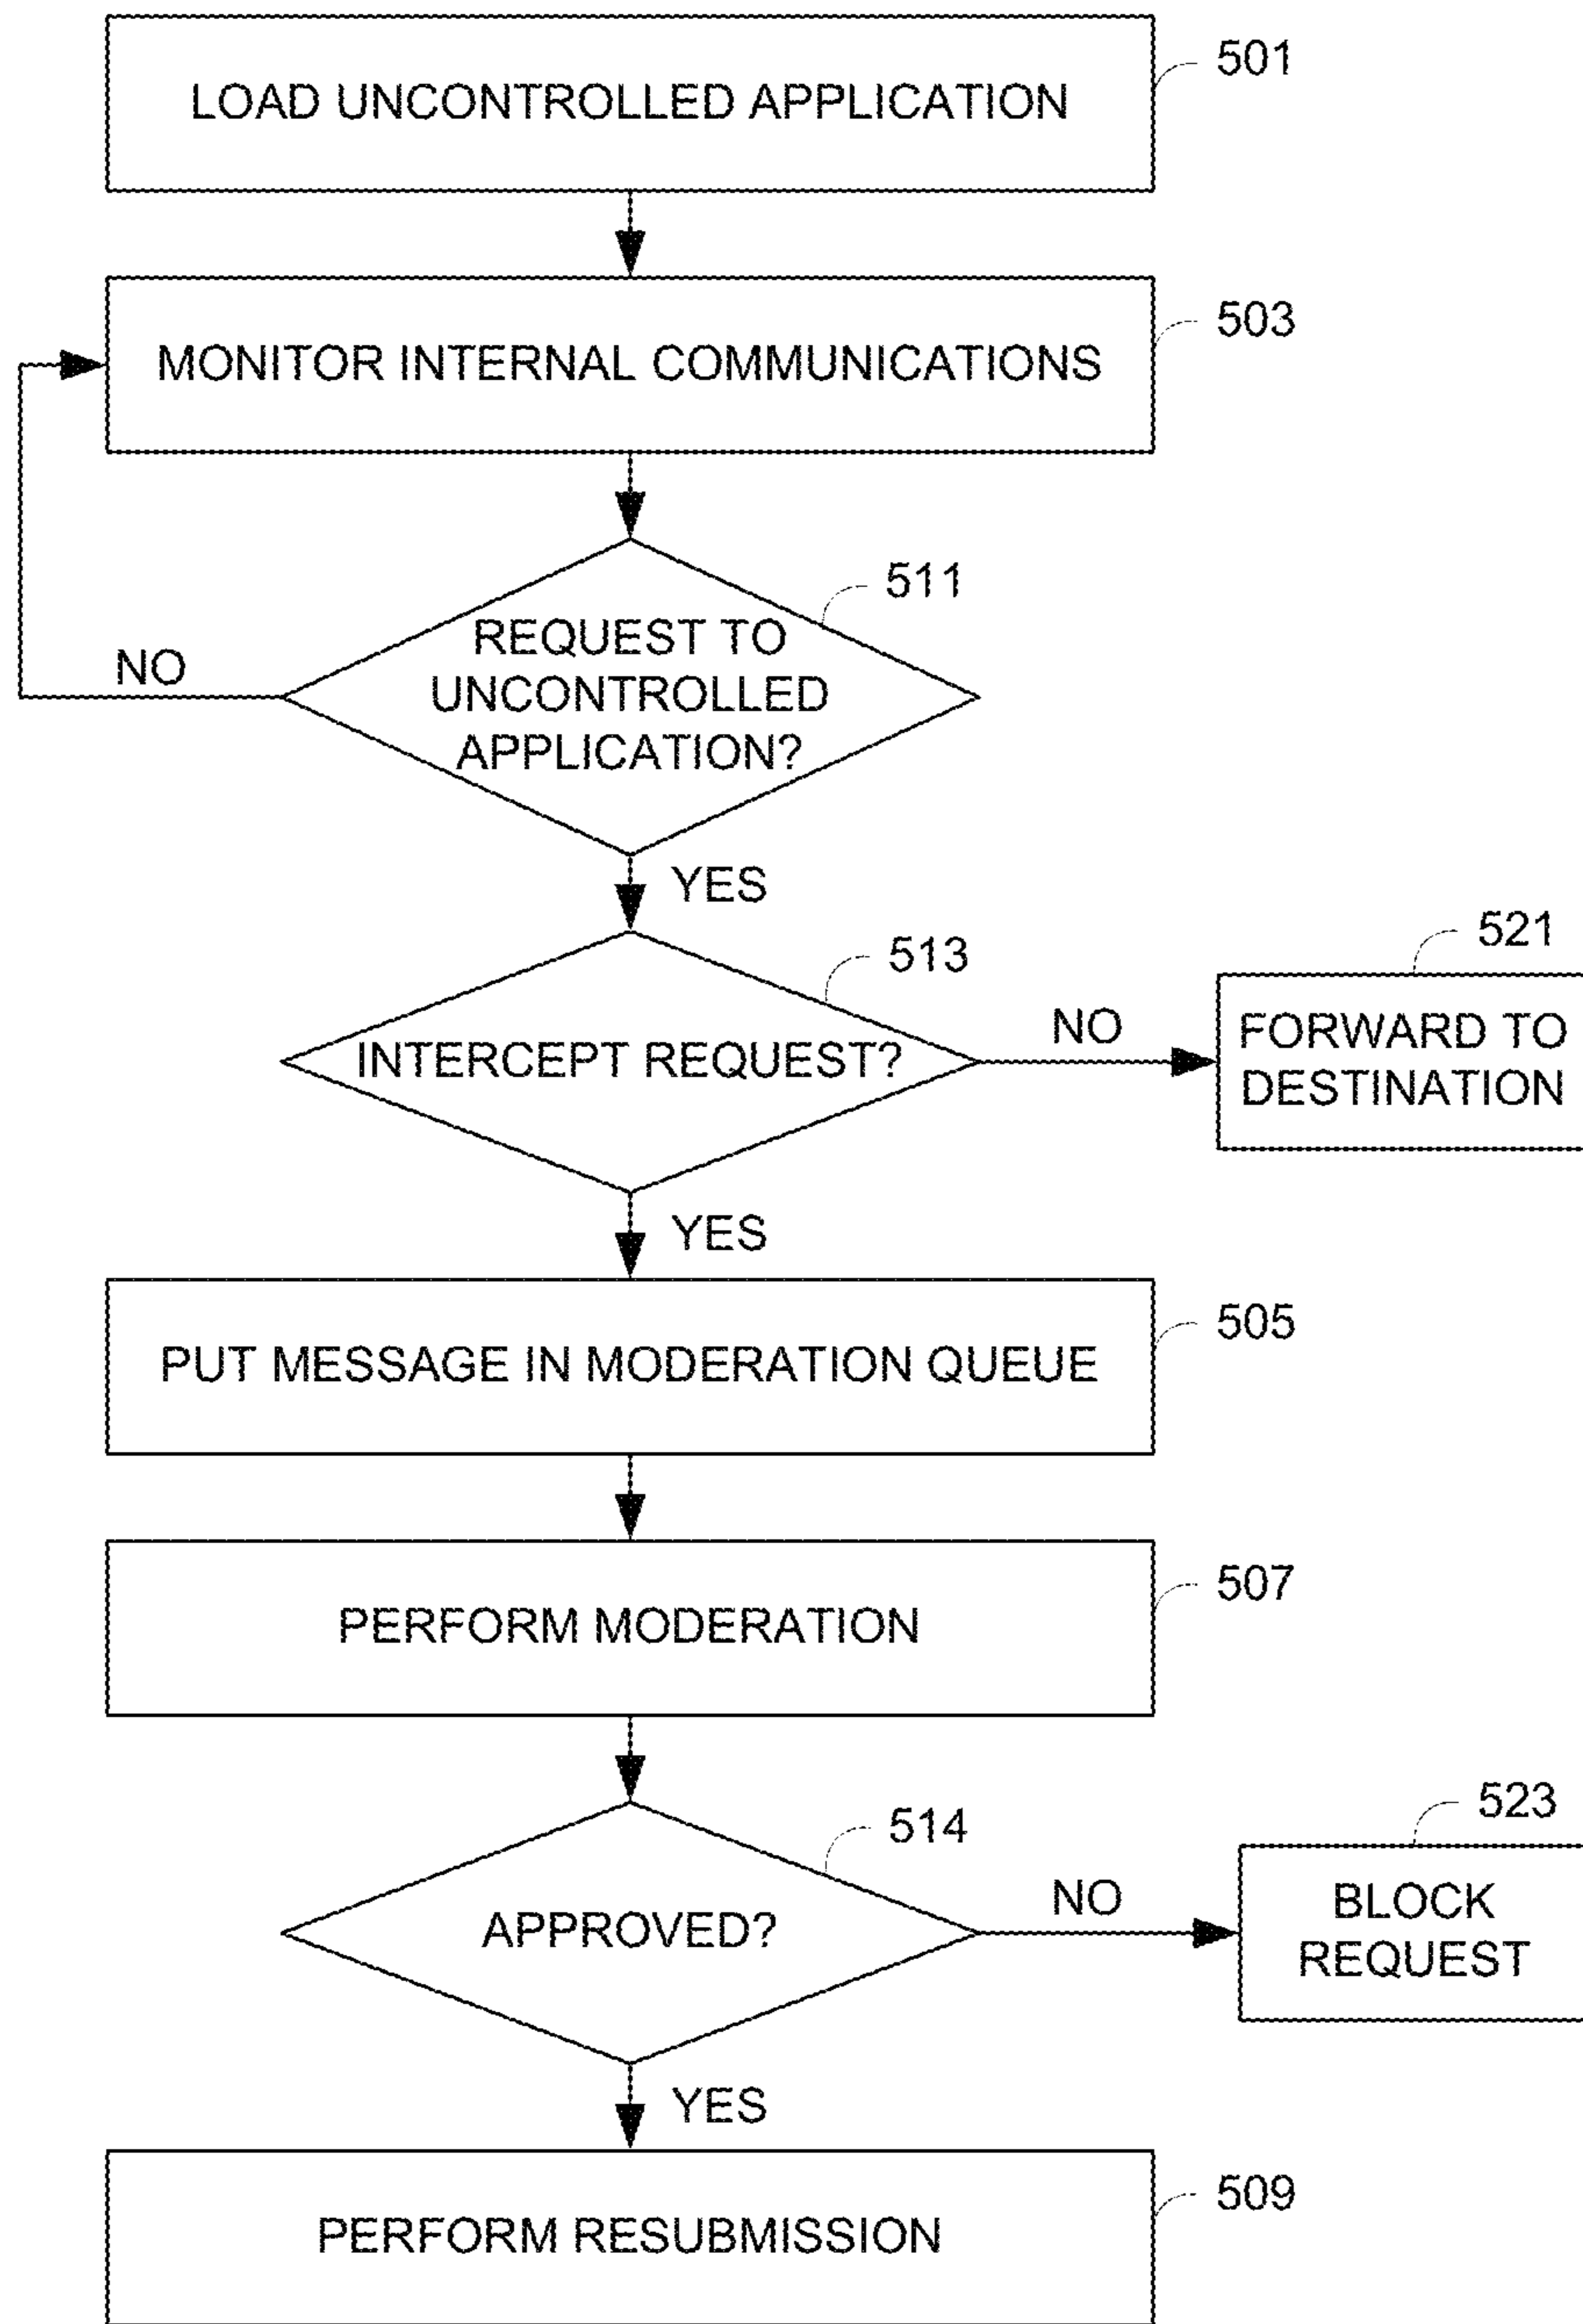 LOAD UNCONTROLLED APPLICATION
501
MONITOR INTERNAL COMMUNICATIONS
503
511
REQUEST TO
UNCONTROLLED
APPLICATION?
NO
YES
513
INTERCEPT REQUEST?
NO
521
FORWARD TO
DESTINATION
YES
505
PUT MESSAGE IN MODERATION QUEUE
507
PERFORM MODERATION
514
APPROVED?
NO
523
BLOCK
REQUEST
YES
509
PERFORM RESUBMISSION